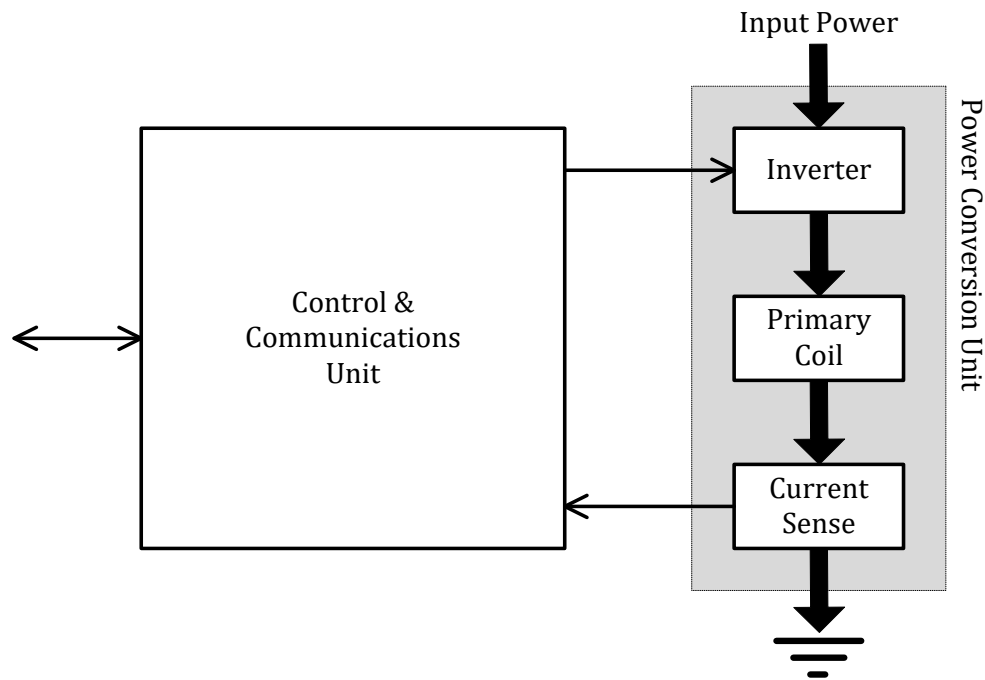 Input Power
Inverter
Control &
Communications
Unit
Primary
Coil
Current
Sense
Power Conversion Unit